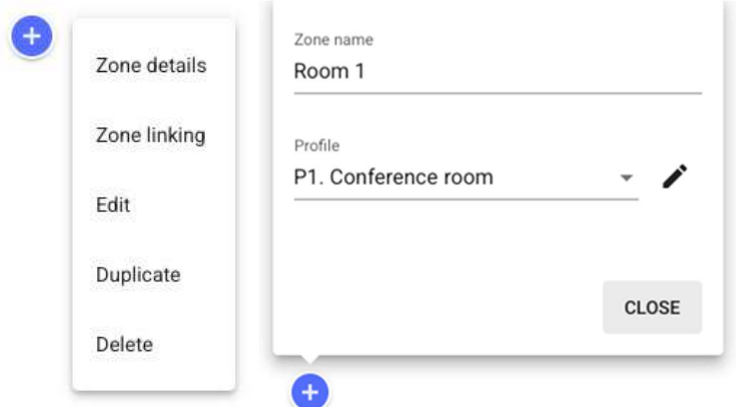 Zone details
Zone linking
Edit
Duplicate
Delete
Zone name
Room 1
Profile
P1. Conference room
CLOSE